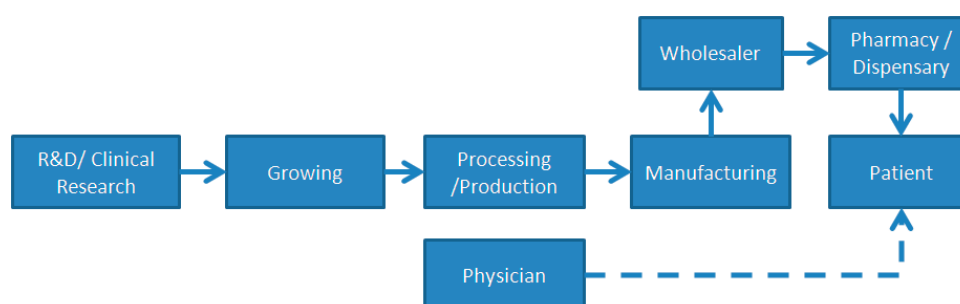 Wholesaler
Pharmacy /
Dispensary
R&D/ Clinical
Research
Growing
Processing
/Production
Manufacturing
Patient
Physician